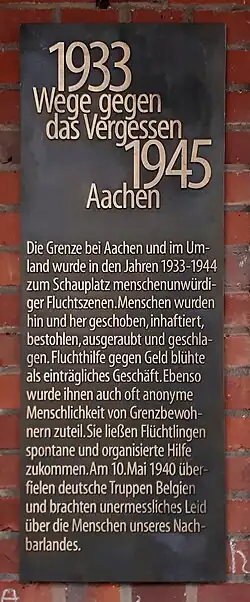 1933
Wege gegen
das Vergessen
1945
Aachen
Die Grenze bei Aachen und im Um-
land wurde in den Jahren 1933-1944
zum Schauplatz menschenunwürdi-
ger Fluchtszenen. Menschen wurden
hin und her geschoben, inhaftiert,
bestohlen, ausgeraubt und geschla-
gen. Fluchthilfe gegen Geld blühte
als einträgliches Geschäft. Ebenso
wurde ihnen auch oft anonyme
Menschlichkeit von Grenzbewoh-
nern zuteil. Sie ließen Flüchtlingen
spontane und organisierte Hilfe
zukommen. Am 10. Mai 1940 über-
fielen deutsche Truppen Belgien
und brachten unermessliches Leid
über die Menschen unseres Nach-
barlandes.